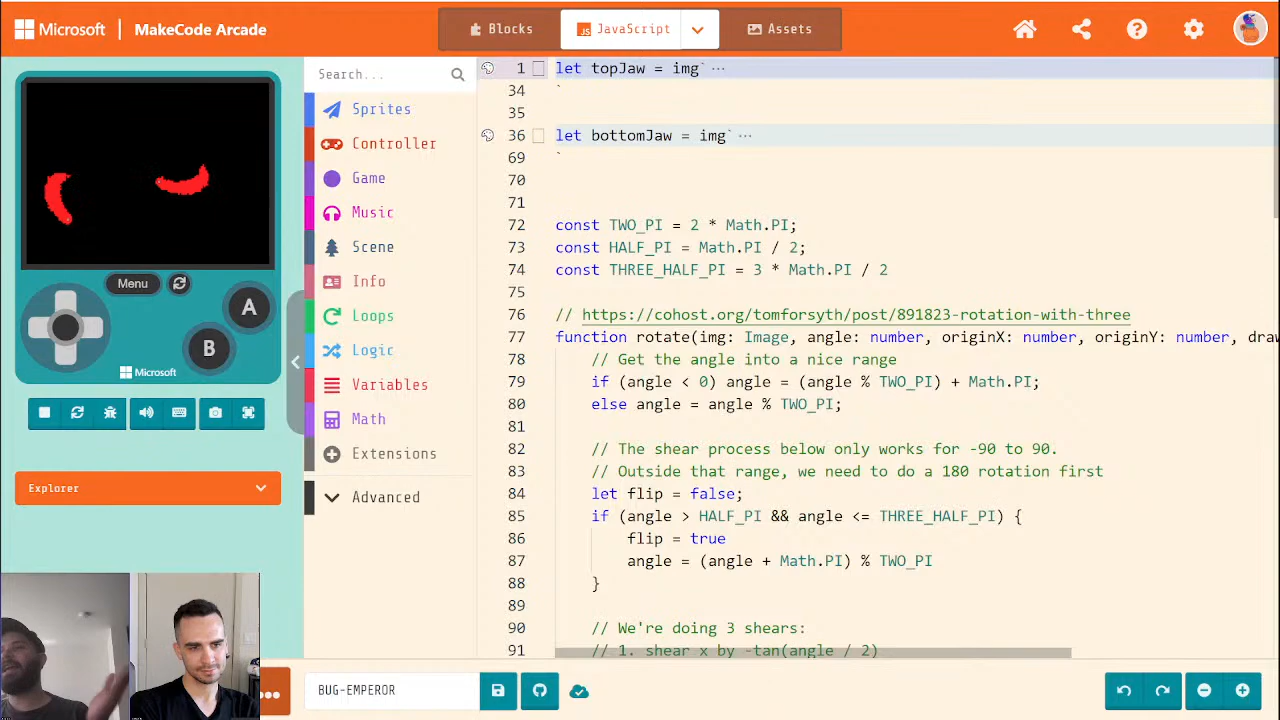 Microsoft | MakeCode Arcade
Blocks
JavaScript
Assets
Search...
Sprites
Controller
Game
Music
Scene
Info
Loops
Logic
Variables
Math
Extensions
Advanced
Menu
A
B
Microsoft
Explorer
1 let topJaw = img` ···
34 `
35
36 let bottomJaw = img` ···
69 `
70
71
72 const TWO_PI = 2 * Math.PI;
73 const HALF_PI = Math.PI / 2;
74 const THREE_HALF_PI = 3 * Math.PI / 2
75
76 // https://cohost.org/tomforsyth/post/891823-rotation-with-three
77 function rotate(img: Image, angle: number, originX: number, originY: number, dra
78 // Get the angle into a nice range
79 if (angle < 0) angle = (angle % TWO_PI) + Math.PI;
80 else angle = angle % TWO_PI;
81
82 // The shear process below only works for -90 to 90.
83 // Outside that range, we need to do a 180 rotation first
84 let flip = false;
85 if (angle > HALF_PI && angle <= THREE_HALF_PI) {
86 flip = true
87 angle = (angle + Math.PI) % TWO_PI
88 }
89
90 // We're doing 3 shears:
91 // 1. shear x by -tan(angle / 2)
BUG-EMPEROR